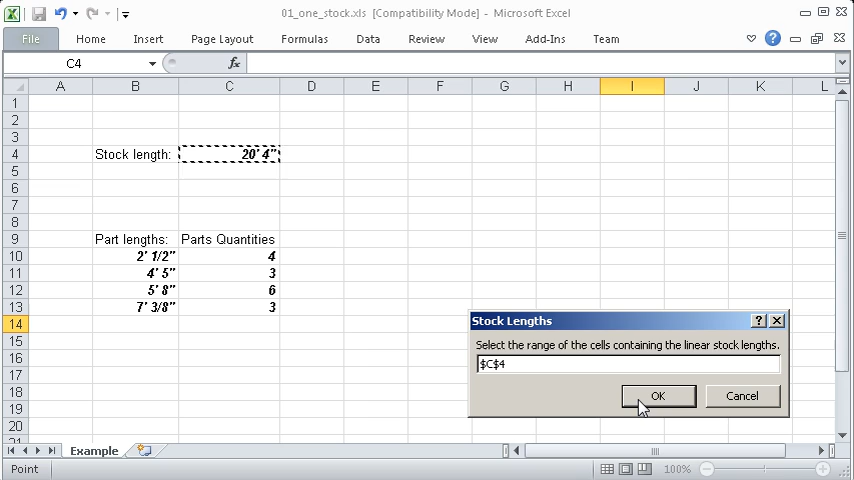 01_one_stock.xls [Compatibility Mode] - Microsoft Excel
File Home Insert Page Layout Formulas Data Review View Add-Ins Team
C4 fx
A B C D E F G H I J K L
1
2
3
4 Stock length: 20' 4"
5
6
7
8
9 Part lengths: Parts Quantities
10 2' 1/2" 4
11 4' 5" 3
12 5' 8" 6
13 7' 3/8" 3
14
15
16
17
18
19
20
21
Stock Lengths ?
Select the range of the cells containing the linear stock lengths.
$C$4
OK Cancel
Example
Point 100%